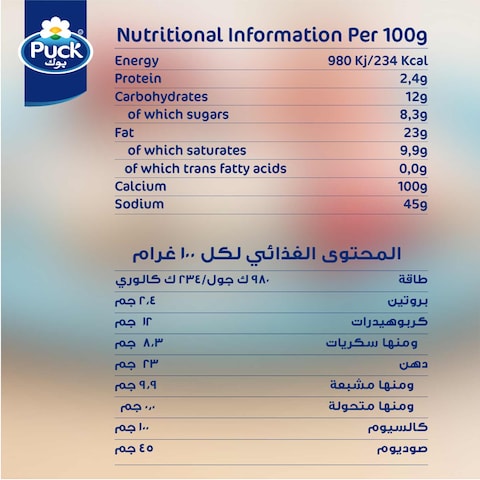 Puck
بوك
Nutritional Information Per 100g
Energy 980 Kj/234 Kcal
Protein 2,4g
Carbohydrates 12g
of which sugars 8,3g
Fat 23g
of which saturates 9,9g
of which trans fatty acids 0,0g
Calcium 100g
Sodium 45g
المحتوى الغذائي لكل ١٠٠ غرام
طاقة ٩٨٠ ك جول/٢٣٤ ك كالوري
بروتين ٢،٤ جم
كربوهيدرات ١٢ جم
ومنها سكريات ٨،٣ جم
دهن ٢٣ جم
ومنها مشبعة ٩,٩ جم
ومنها متحولة ٠,٠ جم
كالسيوم ١٠٠ جم
صوديوم ٤٥ جم